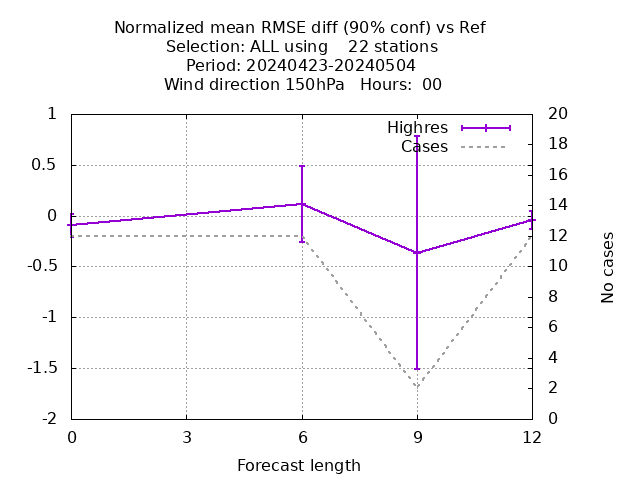 Normalized mean RMSE diff (90% conf) vs Ref
Selection: ALL using    22 stations
Period: 20240423-20240504
Wind direction 150hPa   Hours:  00
Highres
Cases
1
0.5
0
-0.5
-1
-1.5
-2
20
18
16
14
12
10
8
6
4
2
0
No cases
0 3 6 9 12
Forecast length